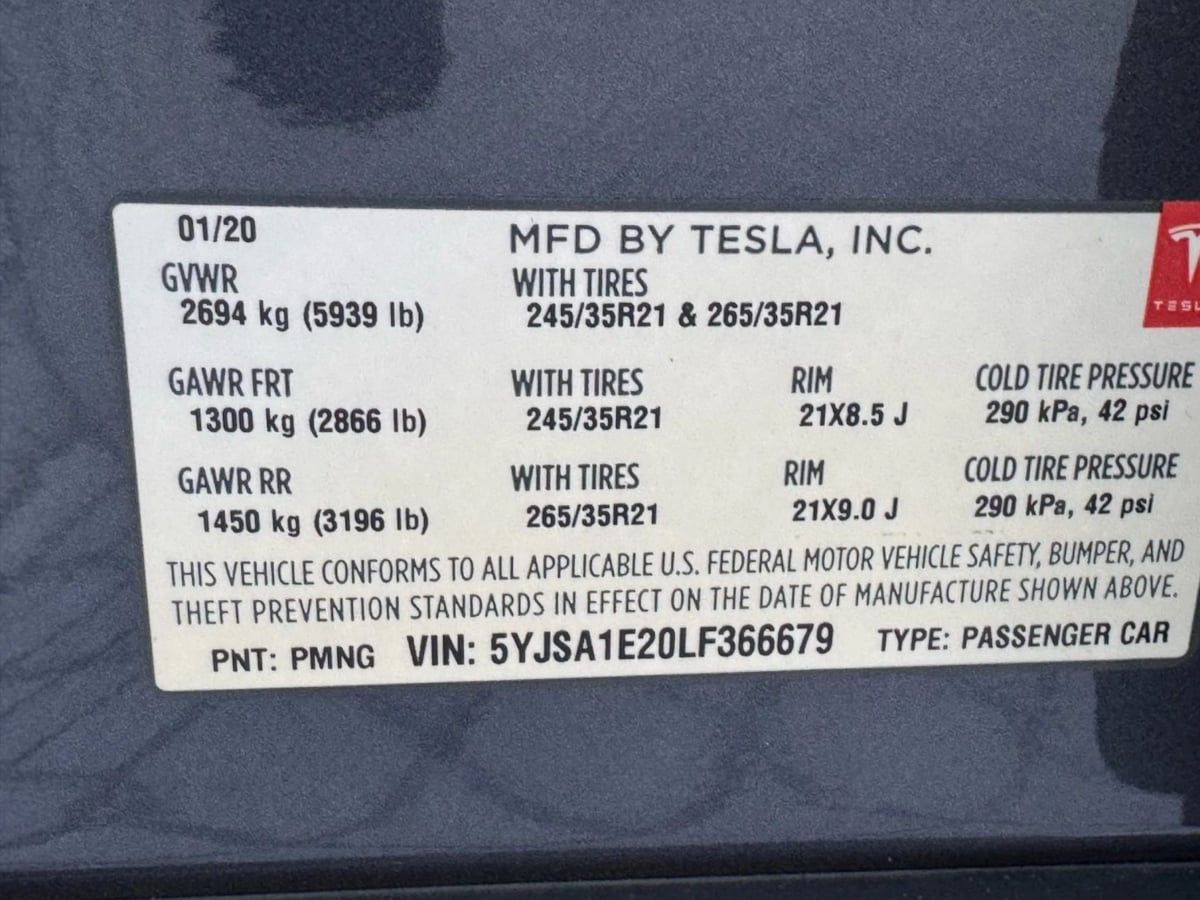 01/20 MFD BY TESLA, INC.
GVWR WITH TIRES
2694 kg (5939 lb) 245/35R21 & 265/35R21
GAWR FRT WITH TIRES RIM COLD TIRE PRESSURE
1300 kg (2866 lb) 245/35R21 21X8.5 J 290 kPa, 42 psi
GAWR RR WITH TIRES RIM COLD TIRE PRESSURE
1450 kg (3196 lb) 265/35R21 21X9.0 J 290 kPa, 42 psi
THIS VEHICLE CONFORMS TO ALL APPLICABLE U.S. FEDERAL MOTOR VEHICLE SAFETY, BUMPER, AND
THEFT PREVENTION STANDARDS IN EFFECT ON THE DATE OF MANUFACTURE SHOWN ABOVE.
PNT: PMNG VIN: 5YJSA1E20LF366679 TYPE: PASSENGER CAR